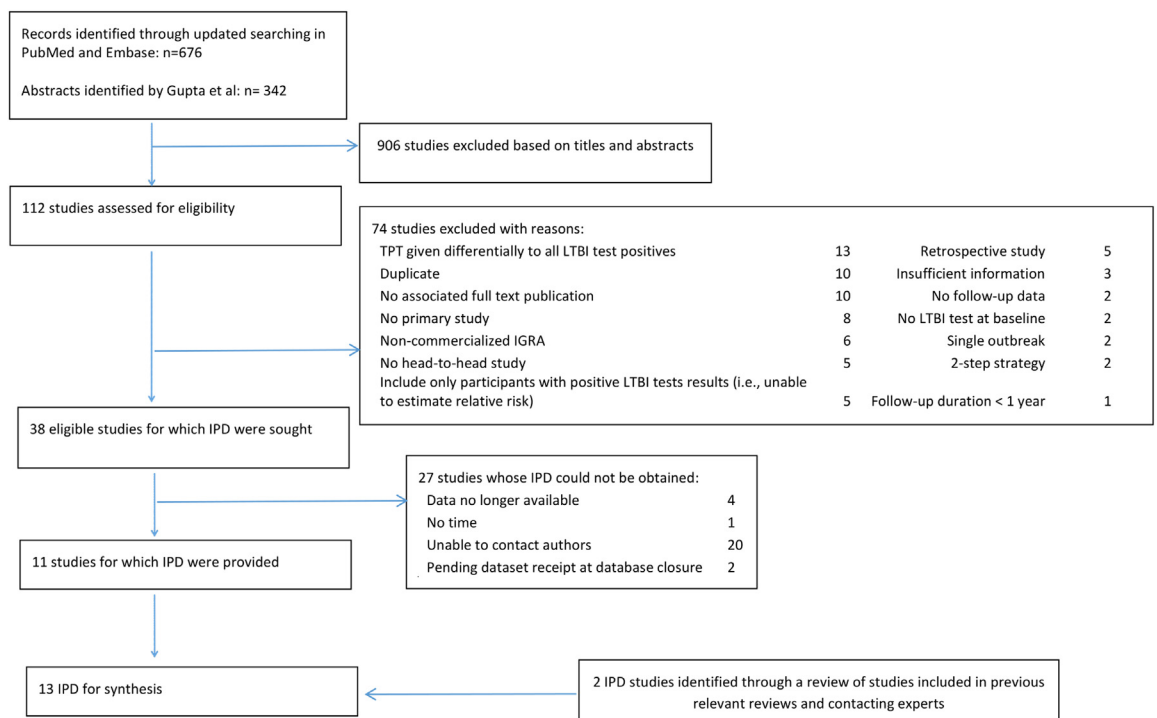 Records identified through updated searching in
PubMed and Embase: n=676
Abstracts identified by Gupta et al: n= 342
906 studies excluded based on titles and abstracts
112 studies assessed for eligibility
74 studies excluded with reasons:
TPT given differentially to all LTBI test positives 13 Retrospective study 5
Duplicate 10 Insufficient information 3
No associated full text publication 10 No follow-up data 2
No primary study 8 No LTBI test at baseline 2
Non-commercialized IGRA 6 Single outbreak 2
No head-to-head study 5 2-step strategy 2
Include only participants with positive LTBI tests results (i.e., unable
to estimate relative risk) 5 Follow-up duration < 1 year 1
38 eligible studies for which IPD were sought
27 studies whose IPD could not be obtained:
Data no longer available 4
No time 1
Unable to contact authors 20
Pending dataset receipt at database closure 2
11 studies for which IPD were provided
13 IPD for synthesis
2 IPD studies identified through a review of studies included in previous
relevant reviews and contacting experts